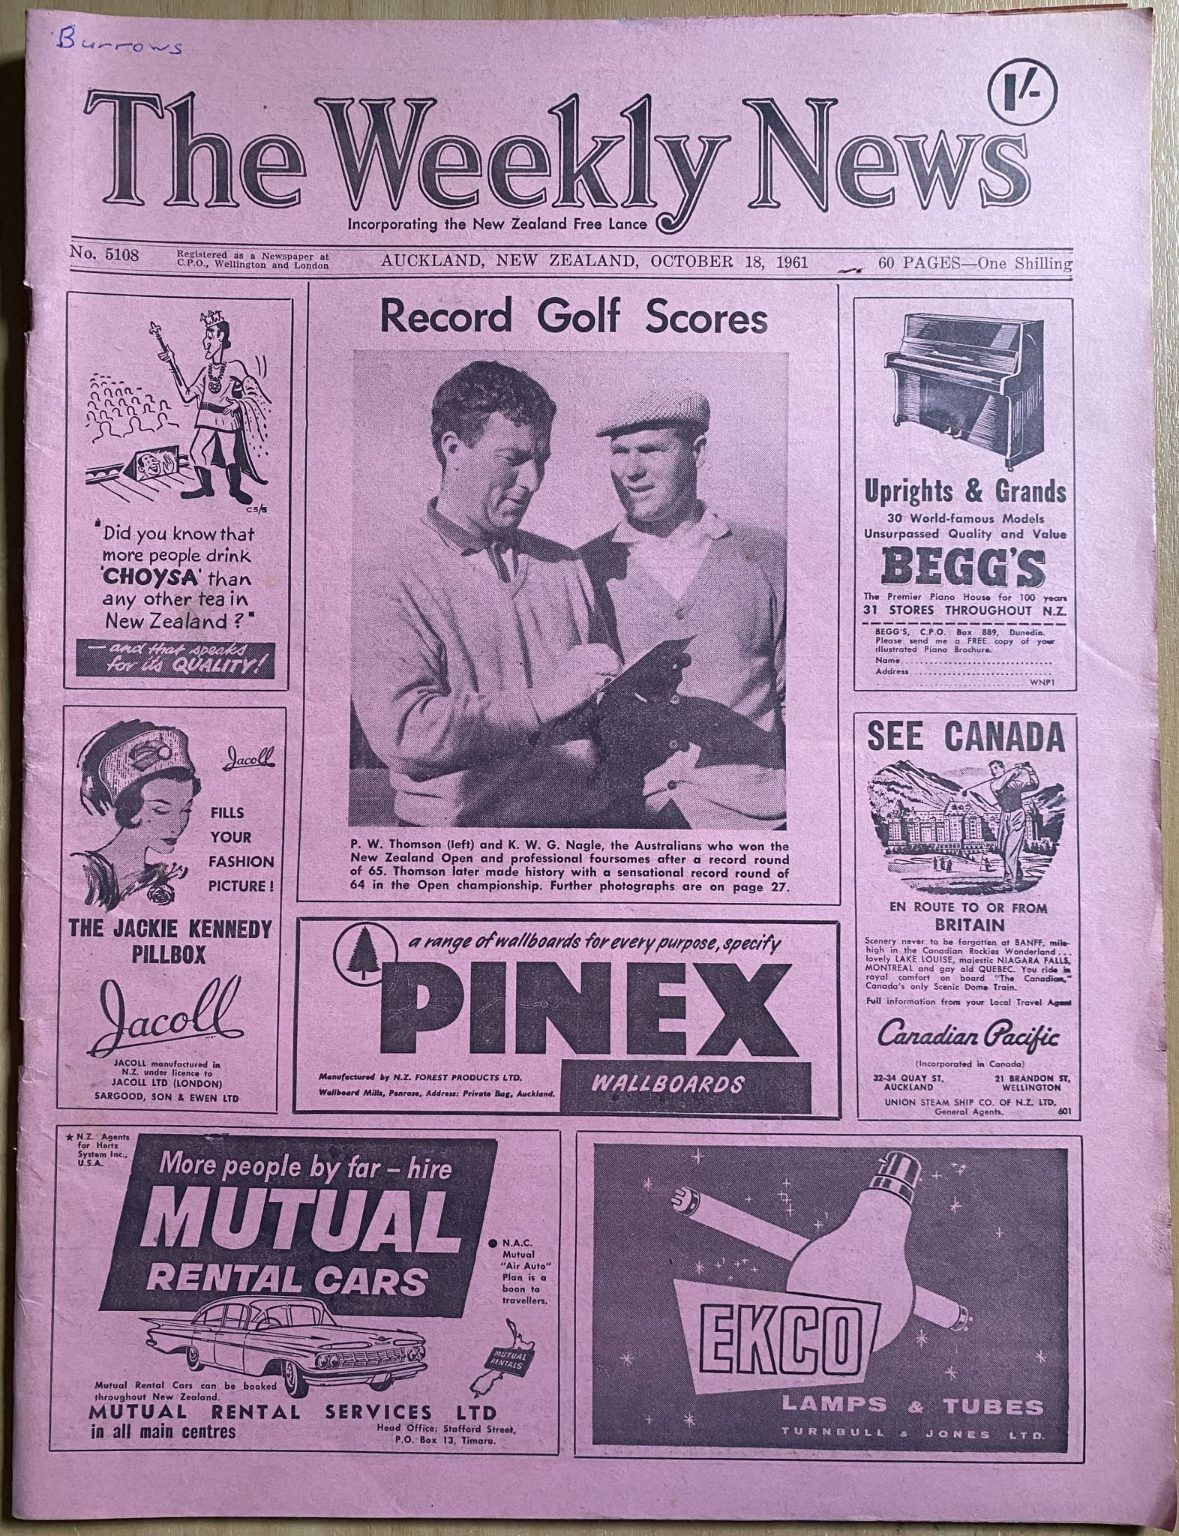 Burrows
1/-
The Weekly News
Incorporating the New Zealand Free Lance
No. 5108
Registered as a Newspaper at
C.P.O., Wellington and London
AUCKLAND, NEW ZEALAND, OCTOBER 18, 1961
60 PAGES—One Shilling
CS/5
"Did you know that
more people drink
'CHOYSA' than
any other tea in
New Zealand?"
— and that speaks
for its QUALITY!
Jacoll
FILLS
YOUR
FASHION
PICTURE!
THE JACKIE KENNEDY
PILLBOX
Jacoll
JACOLL manufactured in
N.Z. under licence to
JACOLL LTD (LONDON)
SARGOOD, SON & EWEN LTD
Record Golf Scores
P. W. Thomson (left) and K. W. G. Nagle, the Australians who won the
New Zealand Open and professional foursomes after a record round
of 65. Thomson later made history with a sensational record round of
64 in the Open championship. Further photographs are on page 27.
a range of wallboards for every purpose, specify
PINEX
WALLBOARDS
Manufactured by N.Z. FOREST PRODUCTS LTD.
Wallboard Mills, Penrose, Address: Private Bag, Auckland.
Uprights & Grands
30 World-famous Models
Unsurpassed Quality and Value
BEGG'S
The Premier Piano House for 100 years
31 STORES THROUGHOUT N.Z.
BEGG'S, C.P.O. Box 889, Dunedin.
Please send me a FREE copy of your
illustrated Piano Brochure.
Name
Address
WNP1
SEE CANADA
EN ROUTE TO OR FROM
BRITAIN
Scenery never to be forgotten at BANFF, mile-
high in the Canadian Rockies Wonderland...
lovely LAKE LOUISE, majestic NIAGARA FALLS,
MONTREAL and gay old QUEBEC. You ride in
royal comfort on board "The Canadian,"
Canada's only Scenic Dome Train.
Full information from your Local Travel Agent
Canadian Pacific
(Incorporated in Canada)
32-34 QUAY ST,
AUCKLAND
21 BRANDON ST,
WELLINGTON
UNION STEAM SHIP CO. OF N.Z. LTD,
General Agents.
601
★ N.Z. Agents
for Hertz
System Inc.,
U.S.A.
More people by far – hire
MUTUAL
RENTAL CARS
● N.A.C.
Mutual
"Air Auto"
Plan is a
boon to
travellers.
MUTUAL
RENTALS
Mutual Rental Cars can be booked
throughout New Zealand.
MUTUAL RENTAL SERVICES LTD
in all main centres
Head Office: Stafford Street,
P.O. Box 13, Timaru.
EKCO
LAMPS & TUBES
TURNBULL & JONES LTD.